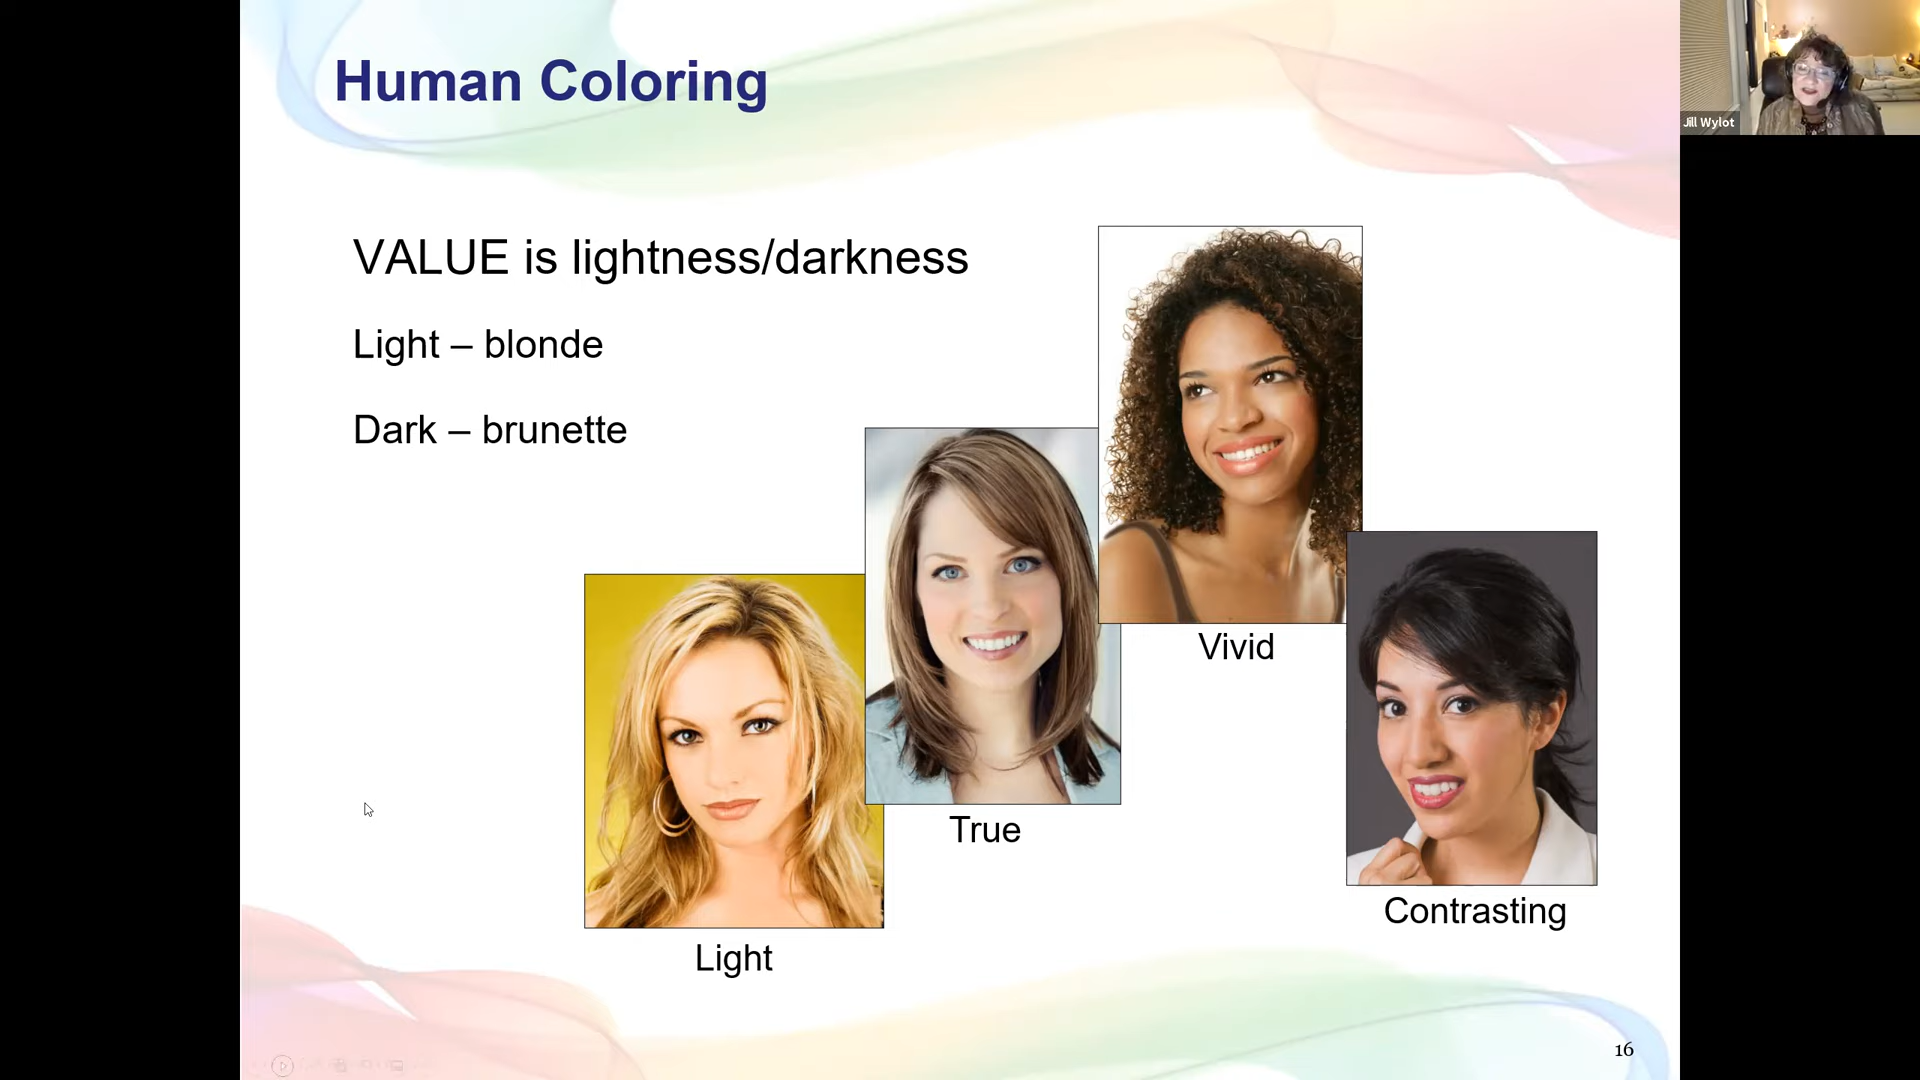 Human Coloring
Jill Wylot
VALUE is lightness/darkness
Light – blonde
Dark – brunette
Vivid
True
Contrasting
Light
16